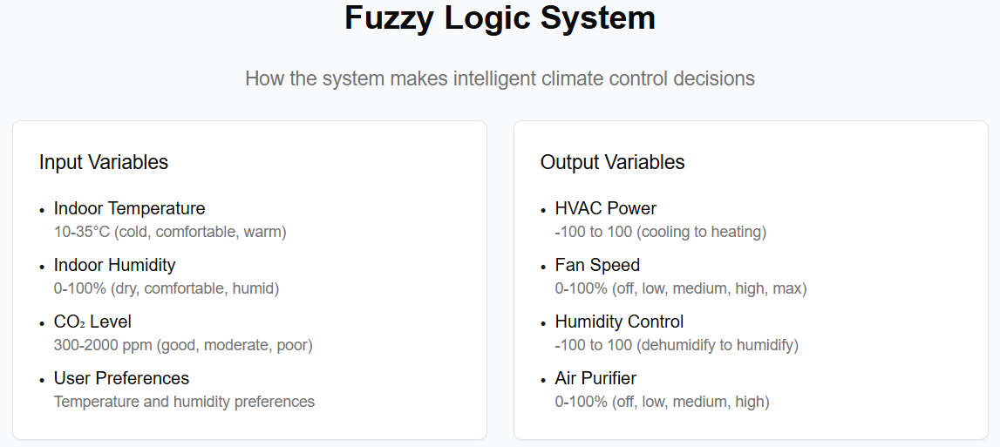 Fuzzy Logic System
How the system makes intelligent climate control decisions
Input Variables
• Indoor Temperature
10-35°C (cold, comfortable, warm)
• Indoor Humidity
0-100% (dry, comfortable, humid)
• CO₂ Level
300-2000 ppm (good, moderate, poor)
• User Preferences
Temperature and humidity preferences
Output Variables
• HVAC Power
-100 to 100 (cooling to heating)
• Fan Speed
0-100% (off, low, medium, high, max)
• Humidity Control
-100 to 100 (dehumidify to humidify)
• Air Purifier
0-100% (off, low, medium, high)